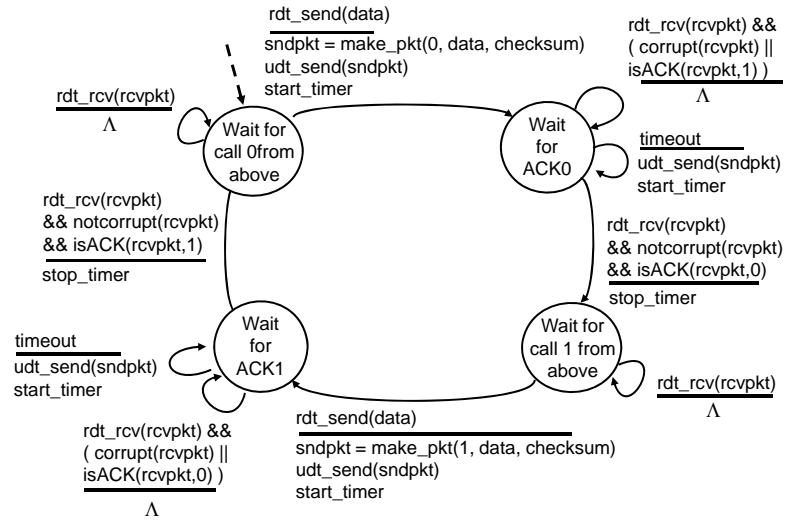 rdt_send(data)
sndpkt = make_pkt(0, data, checksum)
udt_send(sndpkt)
start_timer
rdt_rcv(rcvpkt) &&
( corrupt(rcvpkt) ||
isACK(rcvpkt,1) )
Λ
rdt_rcv(rcvpkt)
Λ
Wait for
call 0from
above
Wait
for
ACK0
timeout
udt_send(sndpkt)
start_timer
rdt_rcv(rcvpkt)
&& notcorrupt(rcvpkt)
&& isACK(rcvpkt,1)
stop_timer
rdt_rcv(rcvpkt)
&& notcorrupt(rcvpkt)
&& isACK(rcvpkt,0)
stop_timer
timeout
udt_send(sndpkt)
start_timer
Wait
for
ACK1
Wait for
call 1 from
above
rdt_rcv(rcvpkt)
Λ
rdt_rcv(rcvpkt) &&
( corrupt(rcvpkt) ||
isACK(rcvpkt,0) )
Λ
rdt_send(data)
sndpkt = make_pkt(1, data, checksum)
udt_send(sndpkt)
start_timer